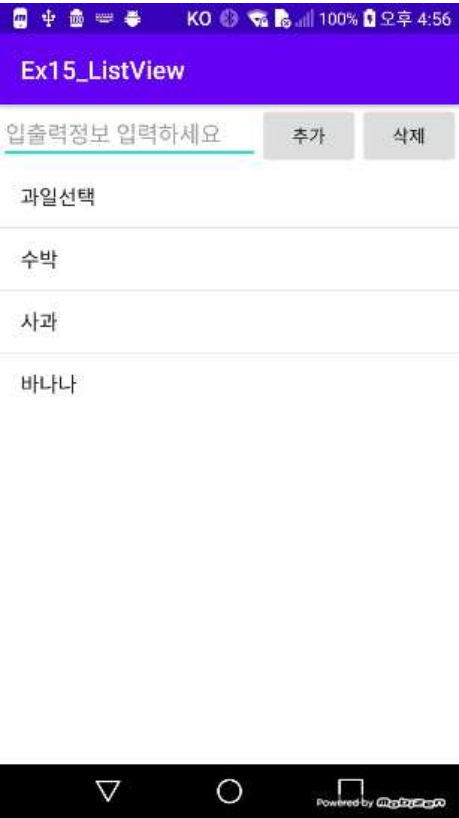 KO 100% 오후 4:56
Ex15_ListView
입출력정보 입력하세요 추가 삭제
과일선택
수박
사과
바나나
Powered by Mobizen